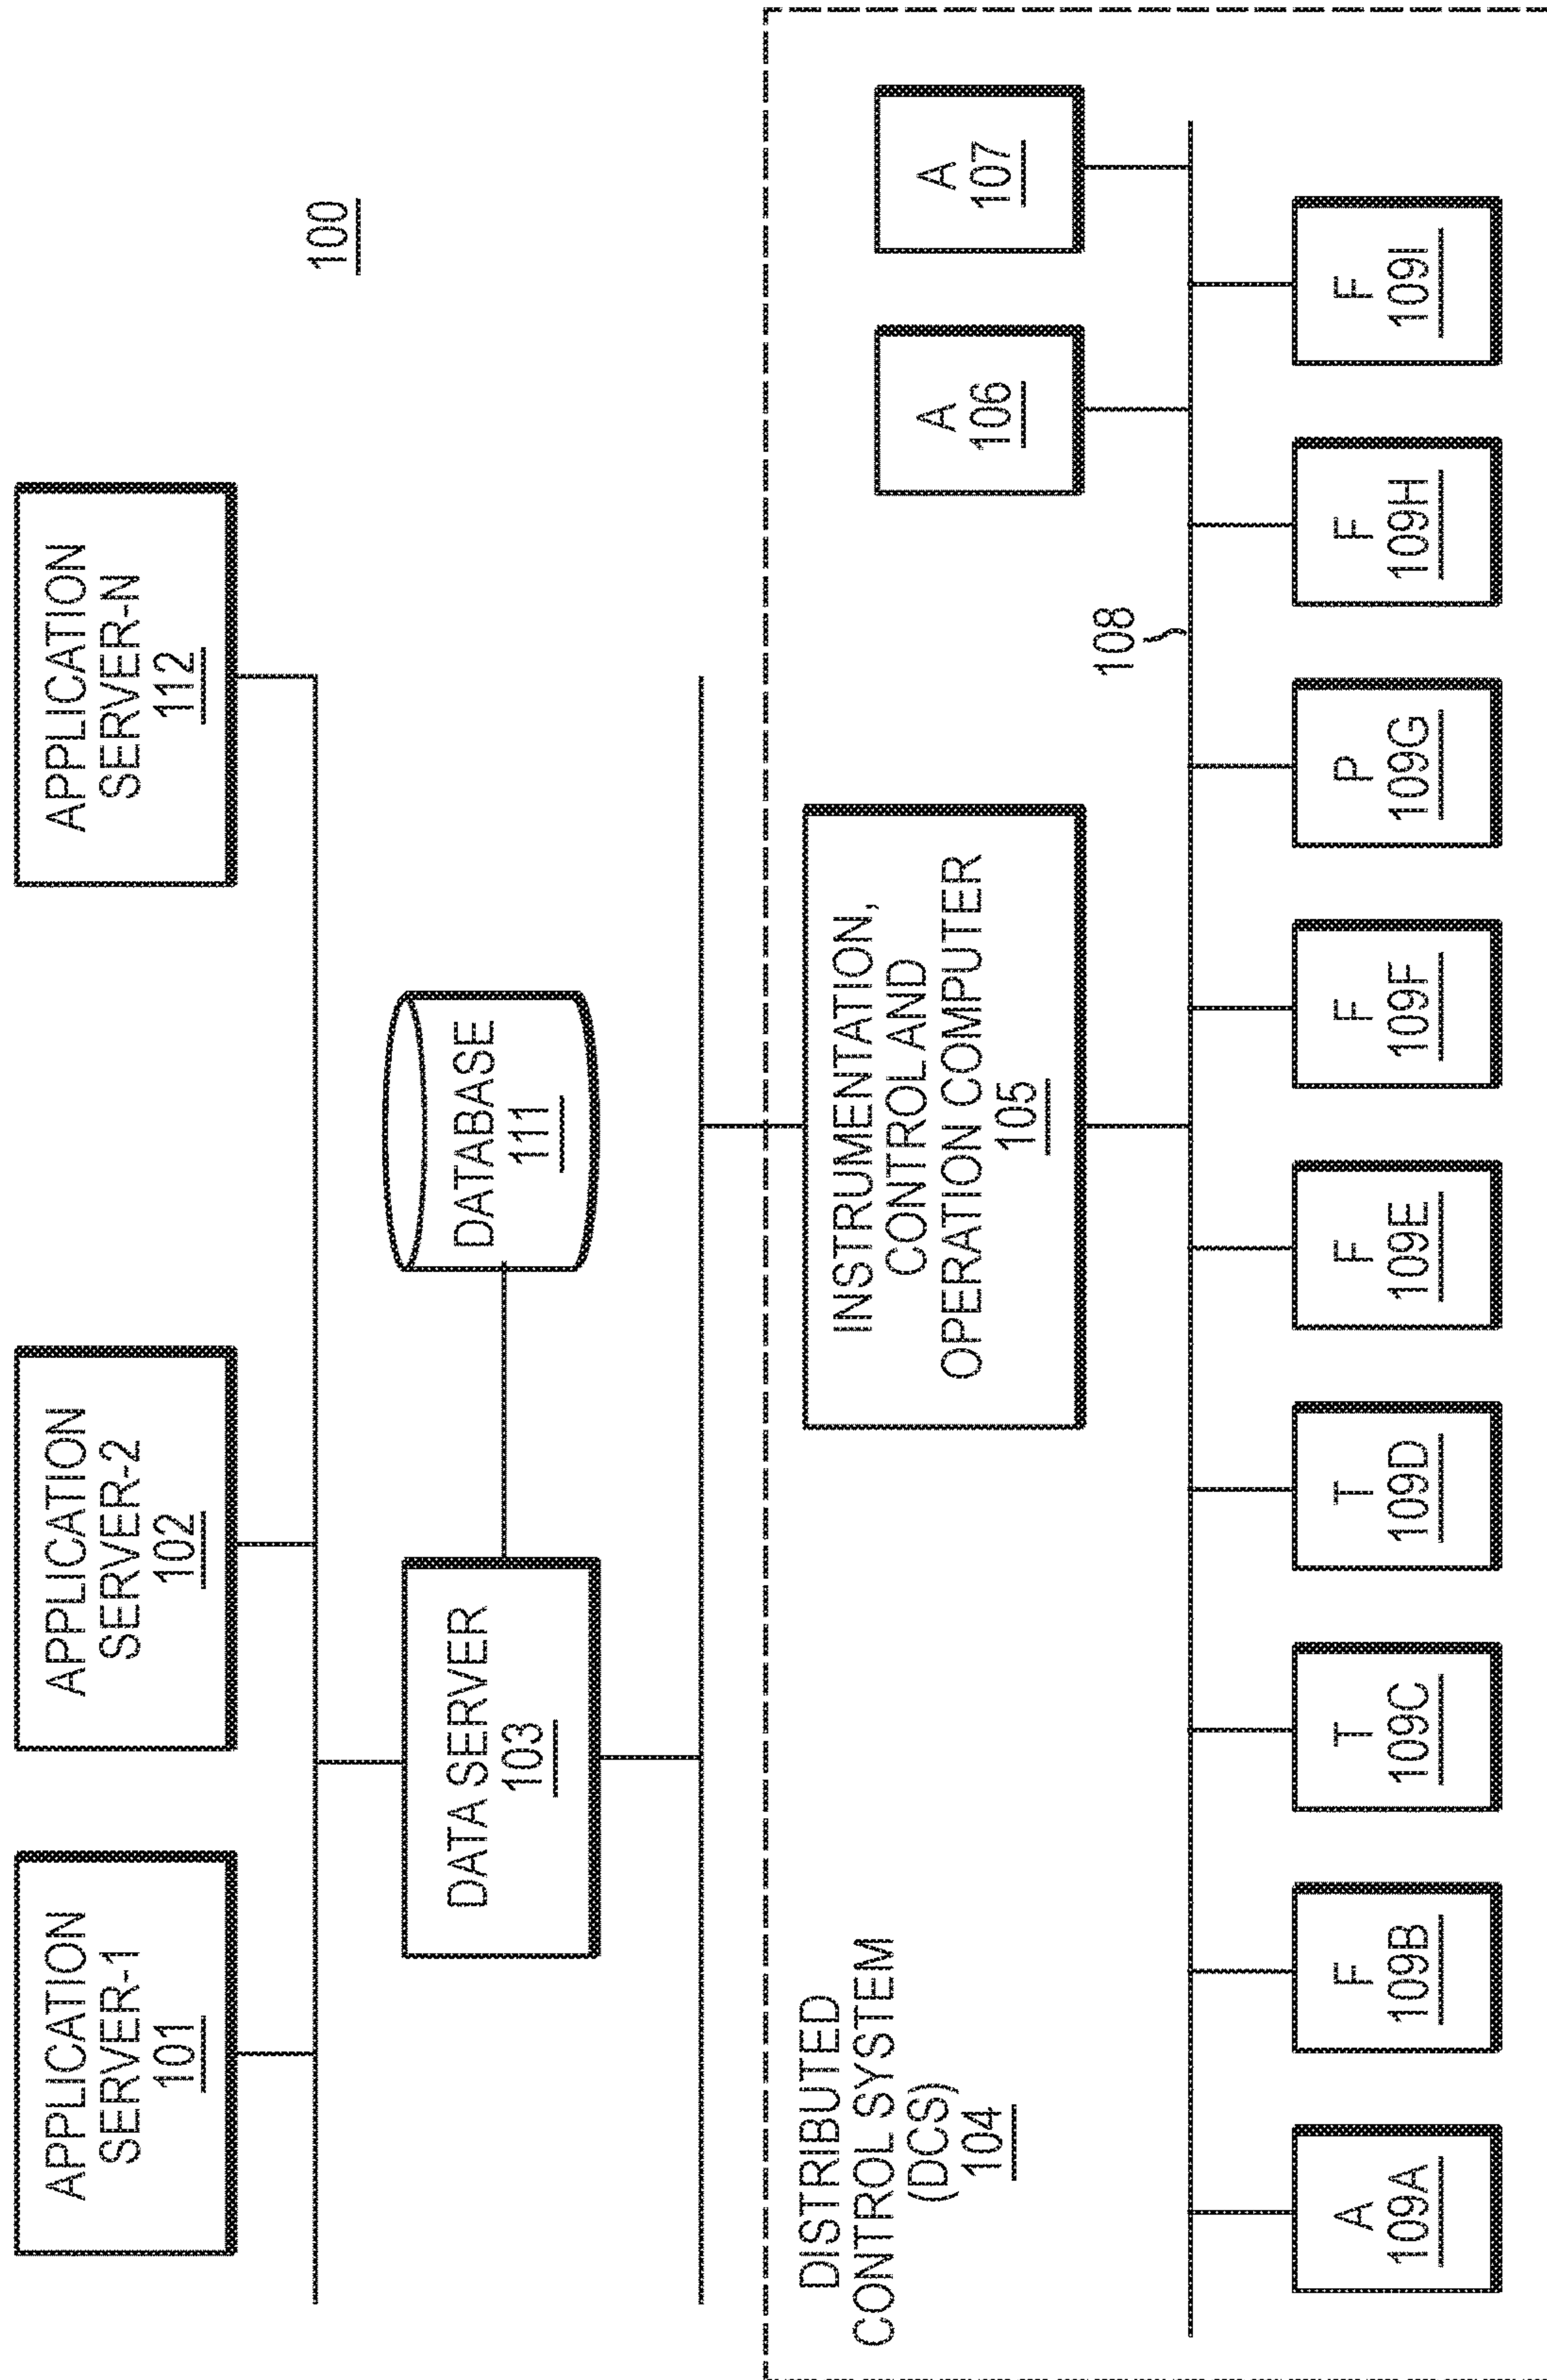 100
APPLICATION
SERVER-1
101
APPLICATION
SERVER-2
102
APPLICATION
SERVER-N
112
DATA SERVER
103
DATABASE
111
DISTRIBUTED
CONTROL SYSTEM
(DCS)
104
INSTRUMENTATION,
CONTROL AND
OPERATION COMPUTER
105
A
106
A
107
108
A
109A
F
109B
T
109C
T
109D
F
109E
F
109F
P
109G
F
109H
F
109I